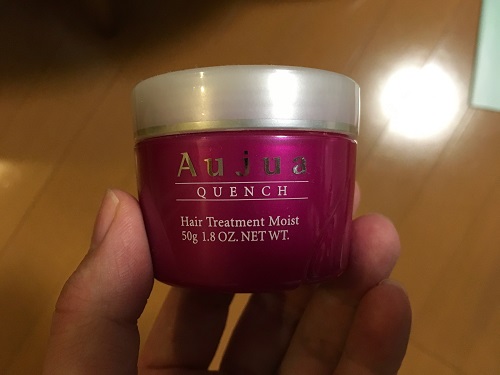 Aujua
QUENCH
Hair Treatment Moist
50g 1.8 OZ. NET WT.